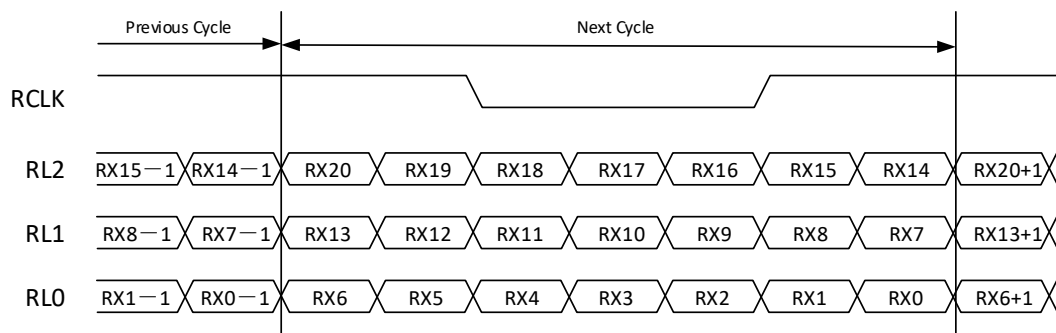 Previous Cycle Next Cycle
RCLK
RL2 RX15－1 RX14－1 RX20 RX19 RX18 RX17 RX16 RX15 RX14 RX20+1
RL1 RX8－1 RX7－1 RX13 RX12 RX11 RX10 RX9 RX8 RX7 RX13+1
RL0 RX1－1 RX0－1 RX6 RX5 RX4 RX3 RX2 RX1 RX0 RX6+1